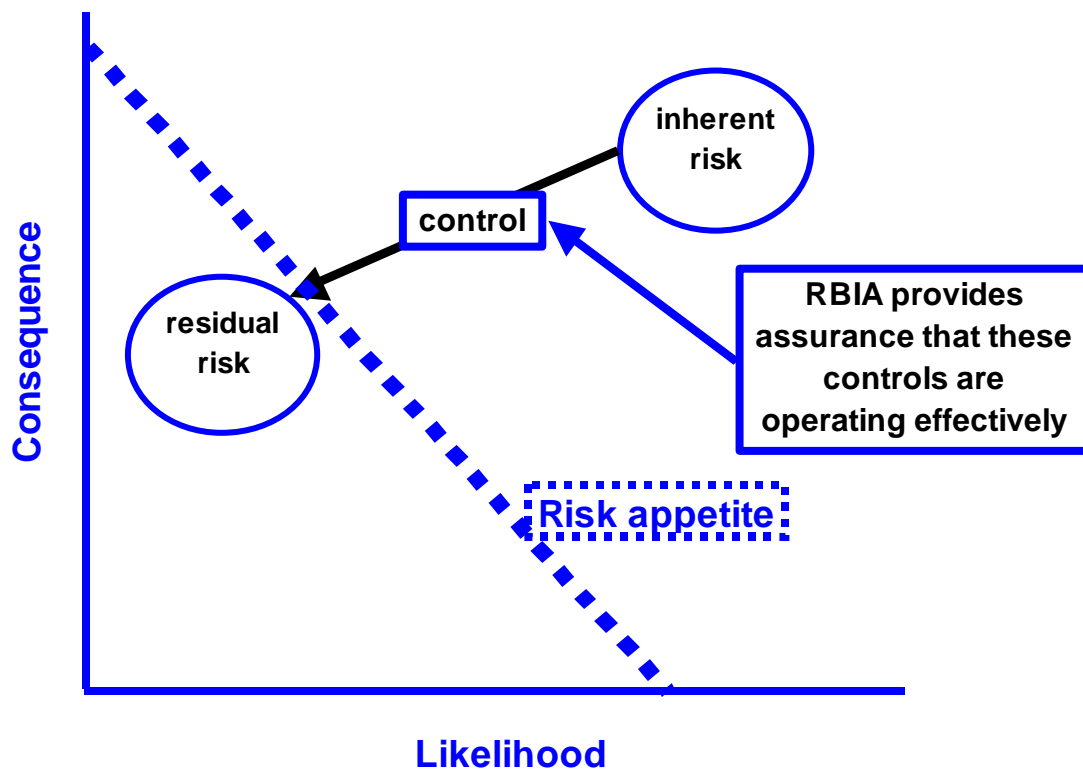 inherent
risk
control
Consequence
residual
risk
RBIA provides
assurance that these
controls are
operating effectively
Risk appetite
Likelihood